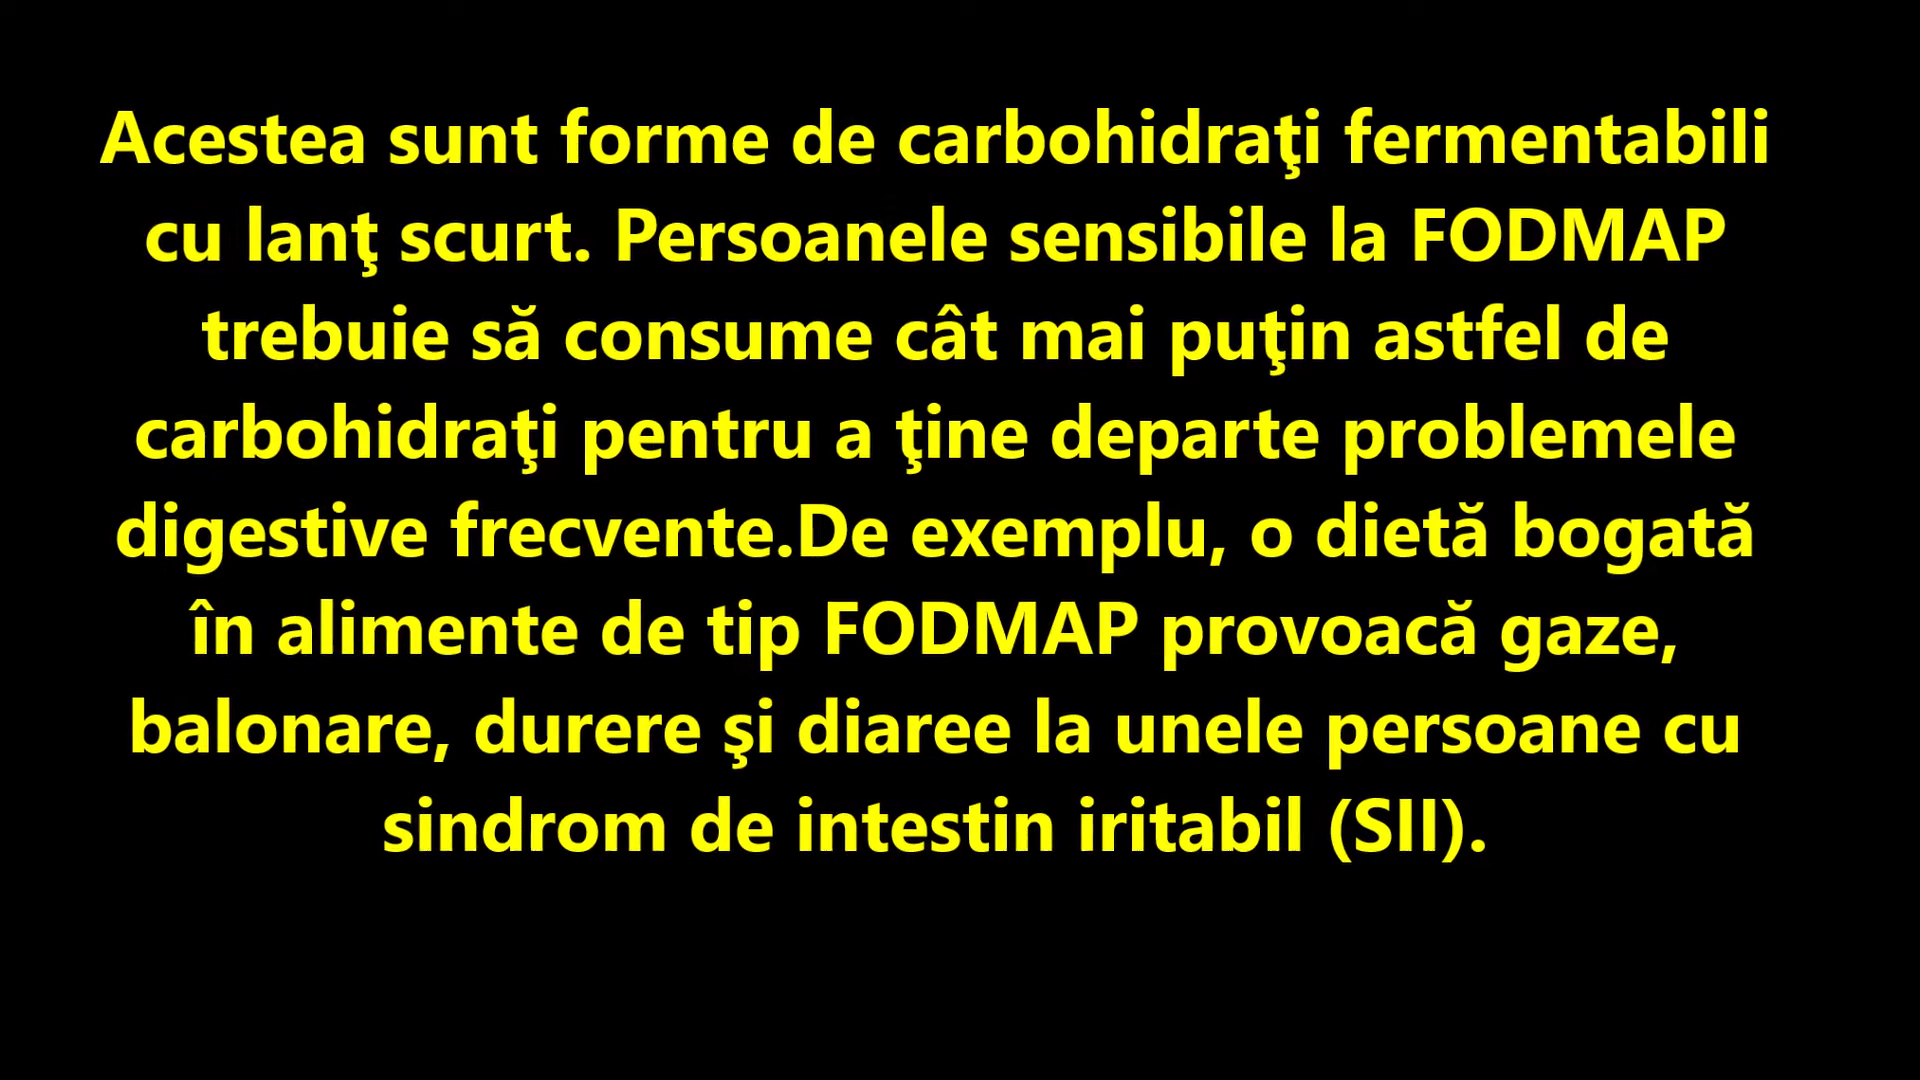 Acestea sunt forme de carbohidraţi fermentabili
cu lanţ scurt. Persoanele sensibile la FODMAP
trebuie să consume cât mai puţin astfel de
carbohidraţi pentru a ţine departe problemele
digestive frecvente.De exemplu, o dietă bogată
în alimente de tip FODMAP provoacă gaze,
balonare, durere şi diaree la unele persoane cu
sindrom de intestin iritabil (SII).